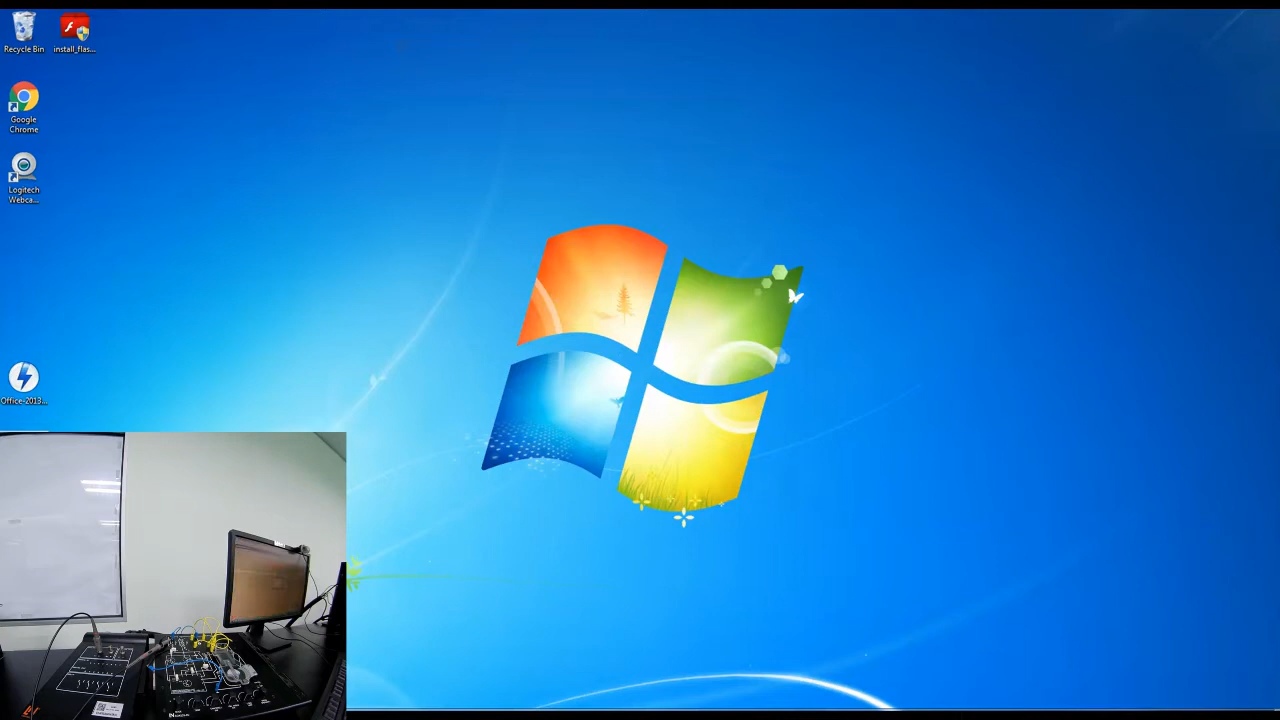 Recycle Bin
install_flas...
Google
Chrome
Logitech
Webca...
Office-2013...